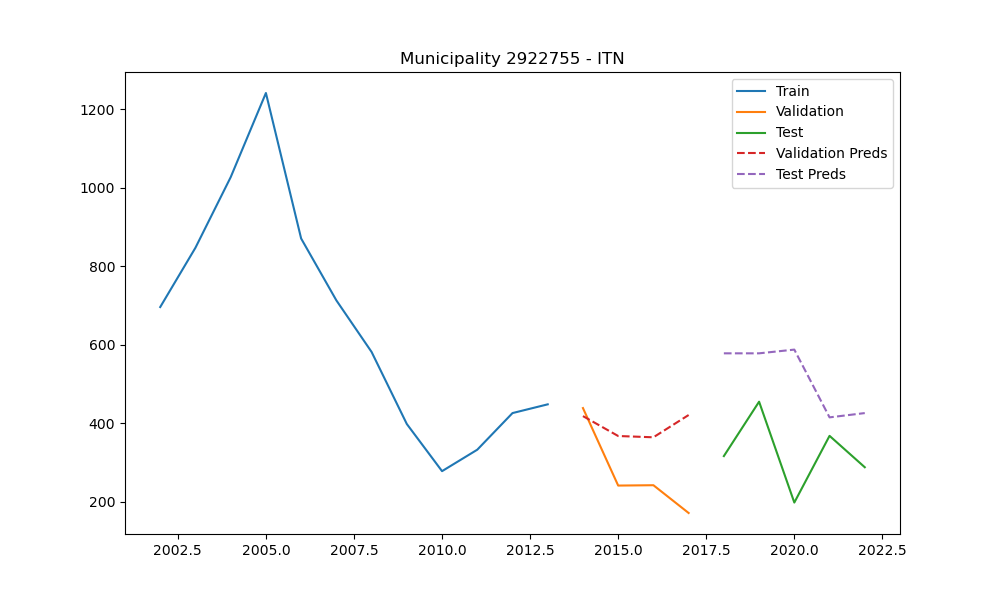 Municipality 2922755 - ITN
Train
Validation
Test
Validation Preds
Test Preds
1200
1000
800
600
400
200
2002.5 2005.0 2007.5 2010.0 2012.5 2015.0 2017.5 2020.0 2022.5